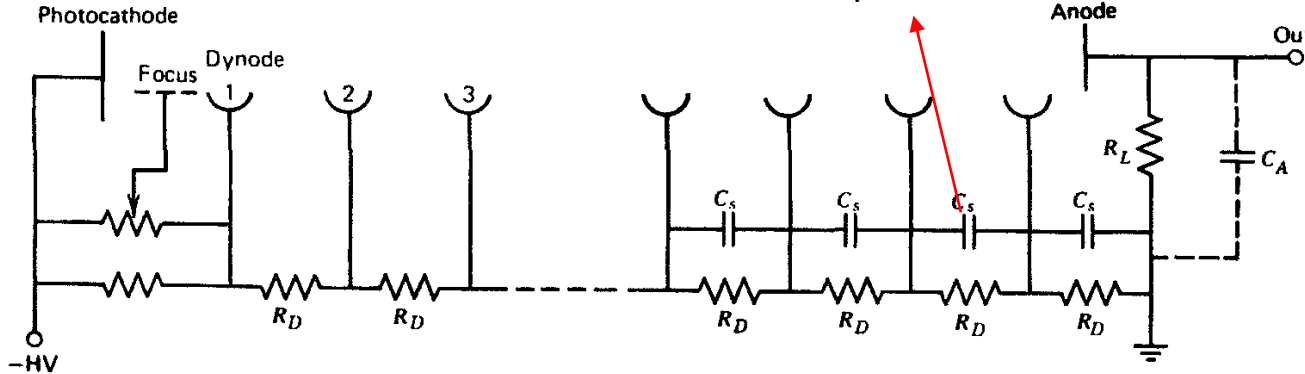 Photocathode
Anode
Ou
Focus
Dynode
1
2
3
R_L
C_A
C_s
C_s
C_s
C_s
R_D
R_D
R_D
R_D
R_D
R_D
−HV